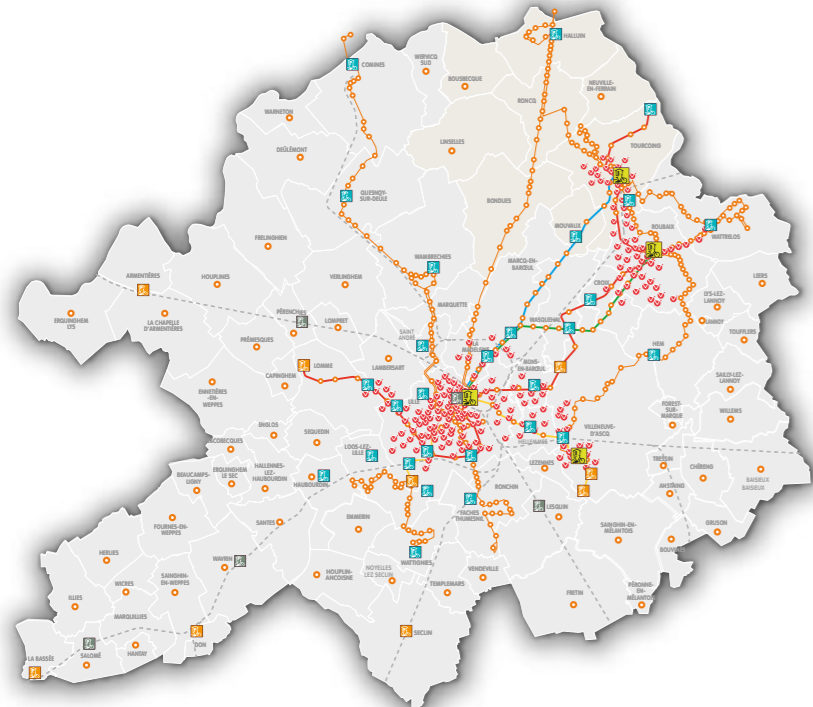 HALLUIN
COMINES
WERVICQ
SUD
BOUSBECQUE
NEUVILLE-
EN-FERRAIN
RONCQ
WARNETON
LINSELLES
TOURCOING
DEÛLÉMONT
QUESNOY-
SUR-DEÛLE
BONDUES
MOUVAUX
ROUBAIX
WATTRELOS
FRELINGHIEN
MARCQ-EN-
BARŒUL
WAMBRECHIES
ARMENTIÈRES
HOUPLINES
VERLINGHEM
CROIX
LEERS
LYS-LEZ-
LANNOY
MARQUETTE
ERQUINGHEM
LYS
LA CHAPELLE
D'ARMENTIÈRES
PÉRENCHIES
LOMPRET
WASQUEHAL
LANNOY
SAINT
ANDRÉ
TOUFFLERS
PRÉMESQUES
LA
MADELEINE
HEM
LAMBERSART
MONS-
EN-BARŒUL
LOMME
CAPINGHEM
SAILLY-LEZ-
LANNOY
ENNETIÈRES
-EN-
WEPPES
LILLE
FOREST-
SUR-
MARQUE
WILLEMS
VILLENEUVE-
D'ASCQ
ENGLOS
SEQUEDIN
ESCOBECQUES
LOOS-LEZ-
LILLE
HELLEMMES
HALLENNES-
LEZ-
HAUBOURDIN
ERQUINGHEM
LE SEC
LEZENNES
TRESSIN
CHÉRENG
BEAUCAMPS-
LIGNY
HAUBOURDIN
ANSTAING
BAISIEUX
BAISIEUX
RONCHIN
FOURNES-EN-
WEPPES
SANTES
EMMERIN
FACHES
THUMESNIL
LESQUIN
SAINGHIN-EN-
MÉLANTOIS
GRUSON
BOUVINES
HERLIES
WAVRIN
WATTIGNIES
NOYELLES
LEZ SECLIN
HOUPLIN-
ANCOISNE
VENDEVILLE
WICRES
SAINGHIN-
EN-WEPPES
TEMPLEMARS
FRETIN
PÉRONNE-
EN-
MÉLANTOIS
ILLIES
MARQUILLIES
SECLIN
DON
HANTAY
SALOMÉ
LA BASSÉE